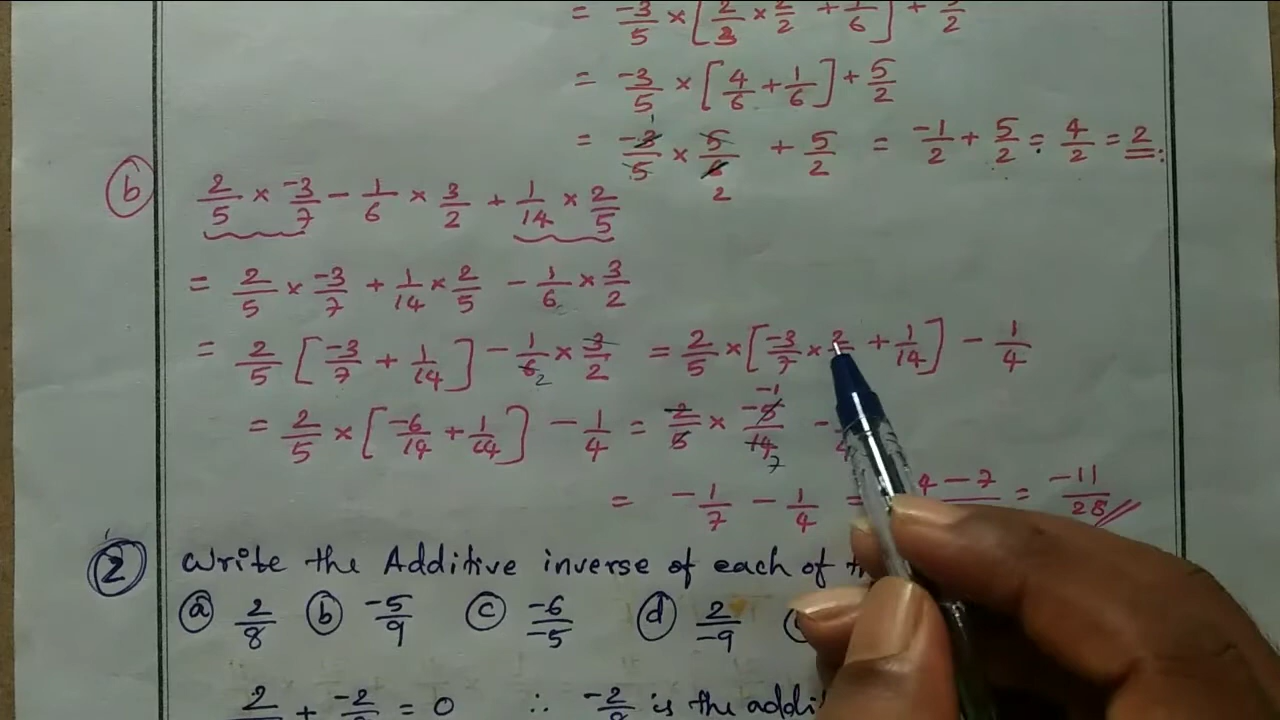 = -3/5 × [2/3 × 2/2 + 1/6] + 5/2
= -3/5 × [4/6 + 1/6] + 5/2
= -3/5 × 5/6 + 5/2 = -1/2 + 5/2 = 4/2 = 2
1
2
b 2/5 × -3/7 - 1/6 × 3/2 + 1/14 × 2/5
= 2/5 × -3/7 + 1/14 × 2/5 - 1/6 × 3/2
= 2/5 [-3/7 + 1/14] - 1/6 × 3/2 = 2/5 × [-3/7 × 2 + 1/14] - 1/4
2
= 2/5 × [-6/14 + 1/14] - 1/4 = 2/5 × -5/14 -
-1
7
= -1/7 - 1/4 = 4 - 7 = -11/28
2 Write the Additive inverse of each of
a 2/8 b -5/9 c -6/-5 d 2/-9
2 + -2 = 0 ∴ -2 is the